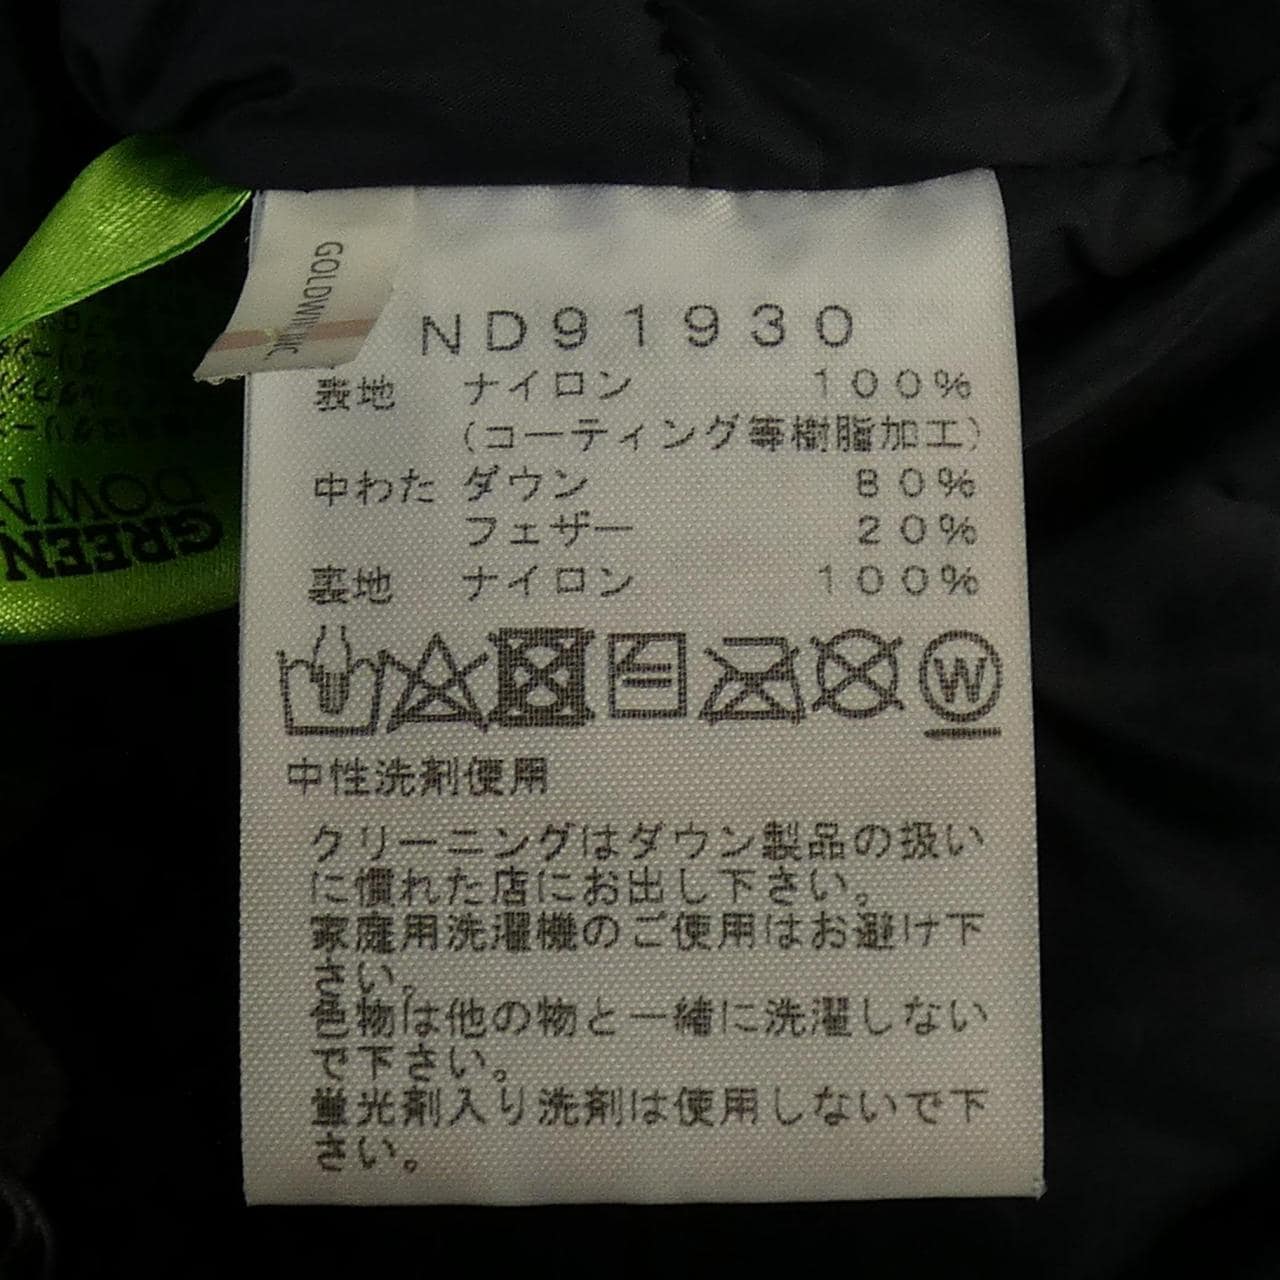 GOLDWIN INC
ND91930
表地 ナイロン 100%
(コーティング等樹脂加工)
中わた ダウン 80%
フェザー 20%
裏地 ナイロン 100%
W
中性洗剤使用
クリーニングはダウン製品の扱い
に慣れた店にお出し下さい。
家庭用洗濯機のご使用はお避け下
さい。
色物は他の物と一緒に洗濯しない
で下さい。
蛍光剤入り洗剤は使用しないで下
さい。
GREEN
DOWN